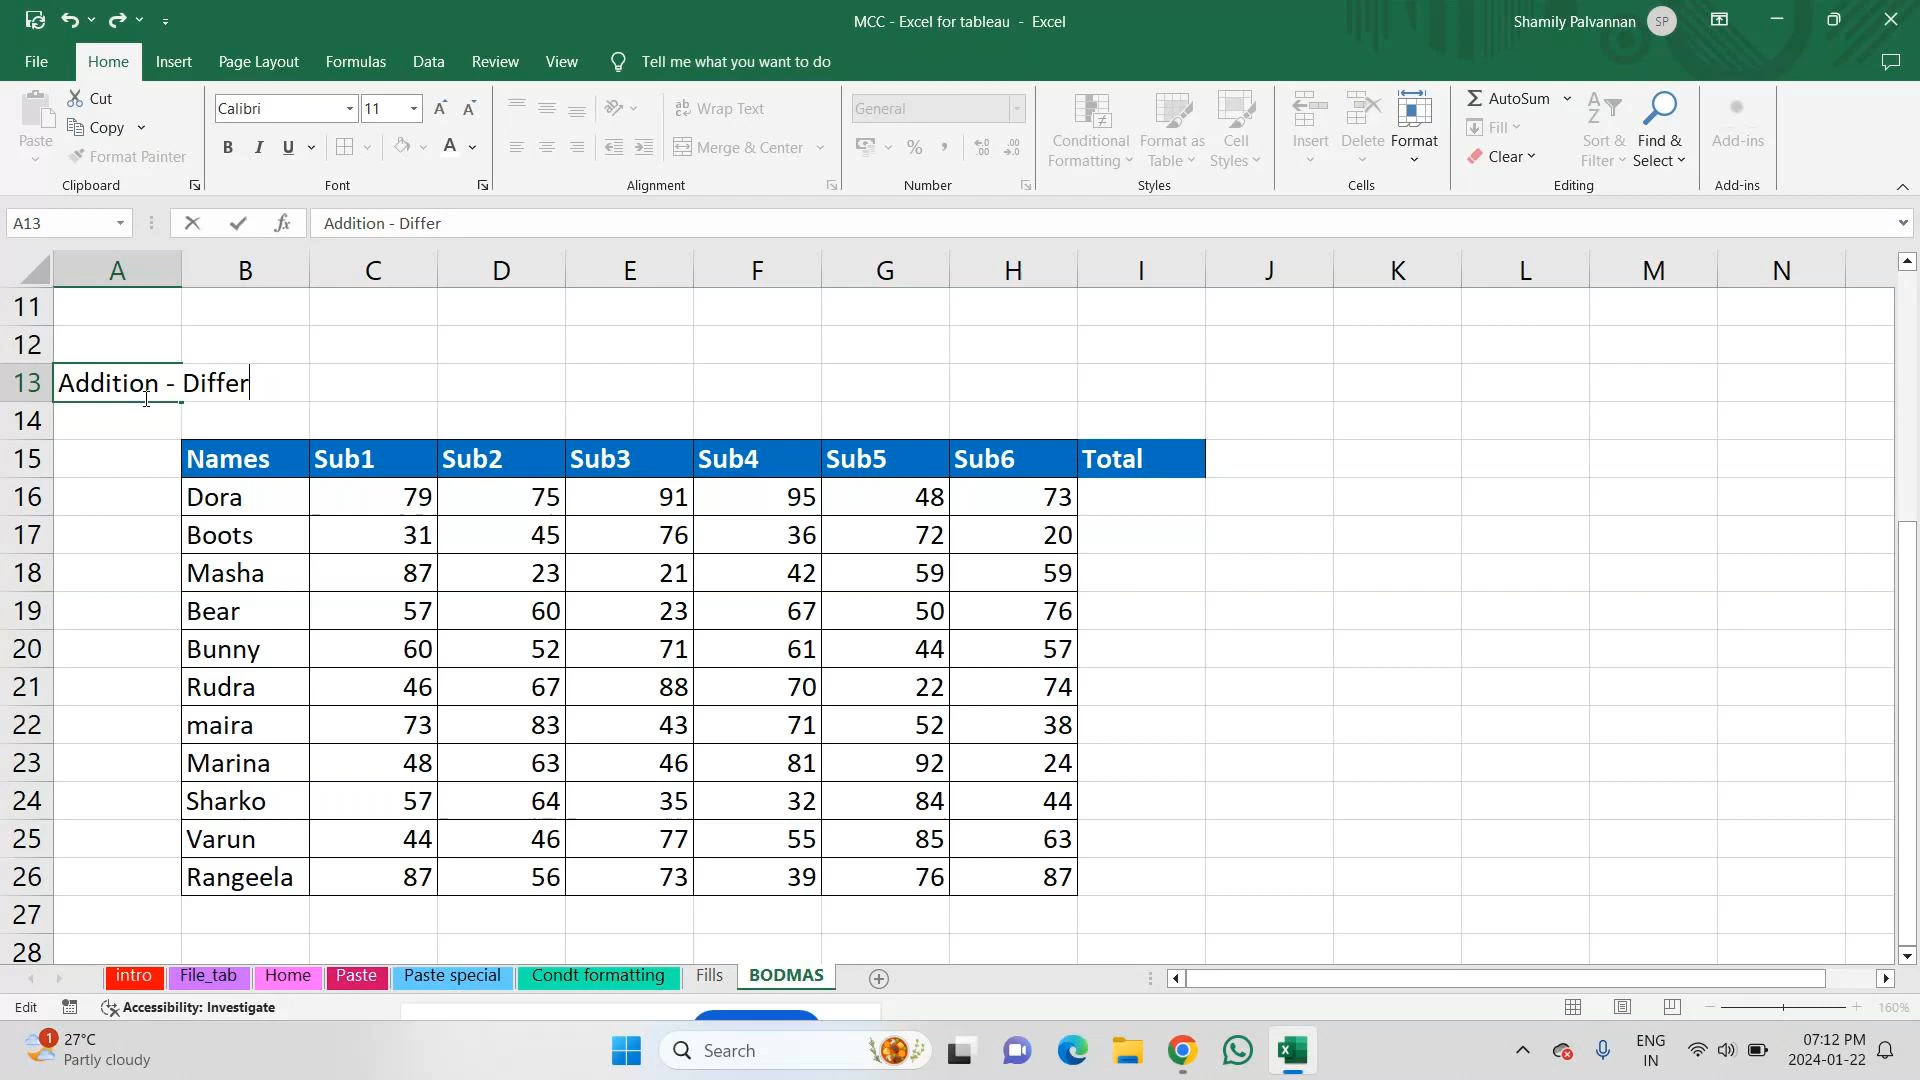 MCC - Excel for tableau - Excel
Shamily Palvannan SP
File Home Insert Page Layout Formulas Data Review View Tell me what you want to do
Paste
Cut
Copy
Format Painter
Clipboard
Calibri 11
B I U A
Font
ab Wrap Text
Merge & Center
Alignment
General
% ,
Number
Conditional Formatting
Format as Table
Cell Styles
Styles
Insert Delete Format
Cells
AutoSum
Fill
Clear
Sort & Filter
Find & Select
Editing
Add-ins
Add-ins
A13 fx Addition - Differ
A B C D E F G H I J K L M N
11
12
13 Addition - Differ
14
15 Names Sub1 Sub2 Sub3 Sub4 Sub5 Sub6 Total
16 Dora 79 75 91 95 48 73
17 Boots 31 45 76 36 72 20
18 Masha 87 23 21 42 59 59
19 Bear 57 60 23 67 50 76
20 Bunny 60 52 71 61 44 57
21 Rudra 46 67 88 70 22 74
22 maira 73 83 43 71 52 38
23 Marina 48 63 46 81 92 24
24 Sharko 57 64 35 32 84 44
25 Varun 44 46 77 55 85 63
26 Rangeela 87 56 73 39 76 87
27
28
intro File_tab Home Paste Paste special Condt formatting Fills BODMAS
Edit Accessibility: Investigate 160%
1 27°C
Partly cloudy
Search
ENG
IN
07:12 PM
2024-01-22